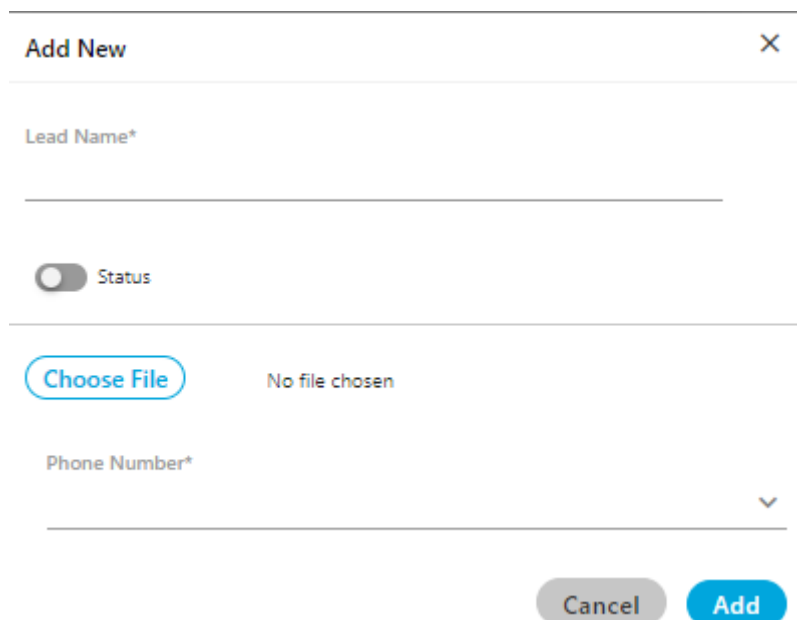 Add New
Lead Name*
Status
Choose File No file chosen
Phone Number*
Cancel Add